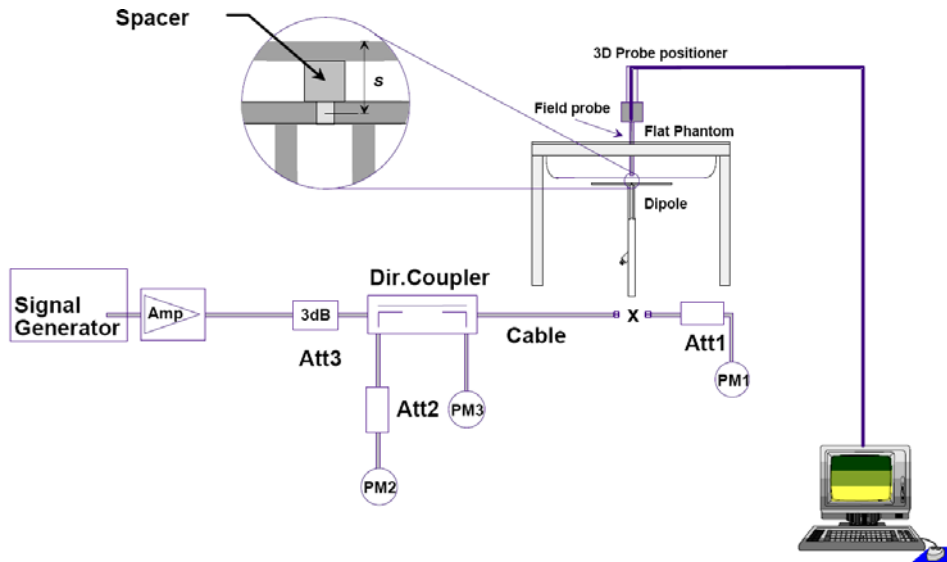 Spacer
s
3D Probe positioner
Field probe
Flat Phantom
Dipole
Signal
Generator
Amp
3dB
Att3
Dir.Coupler
Cable
X
Att1
PM1
Att2
PM3
PM2